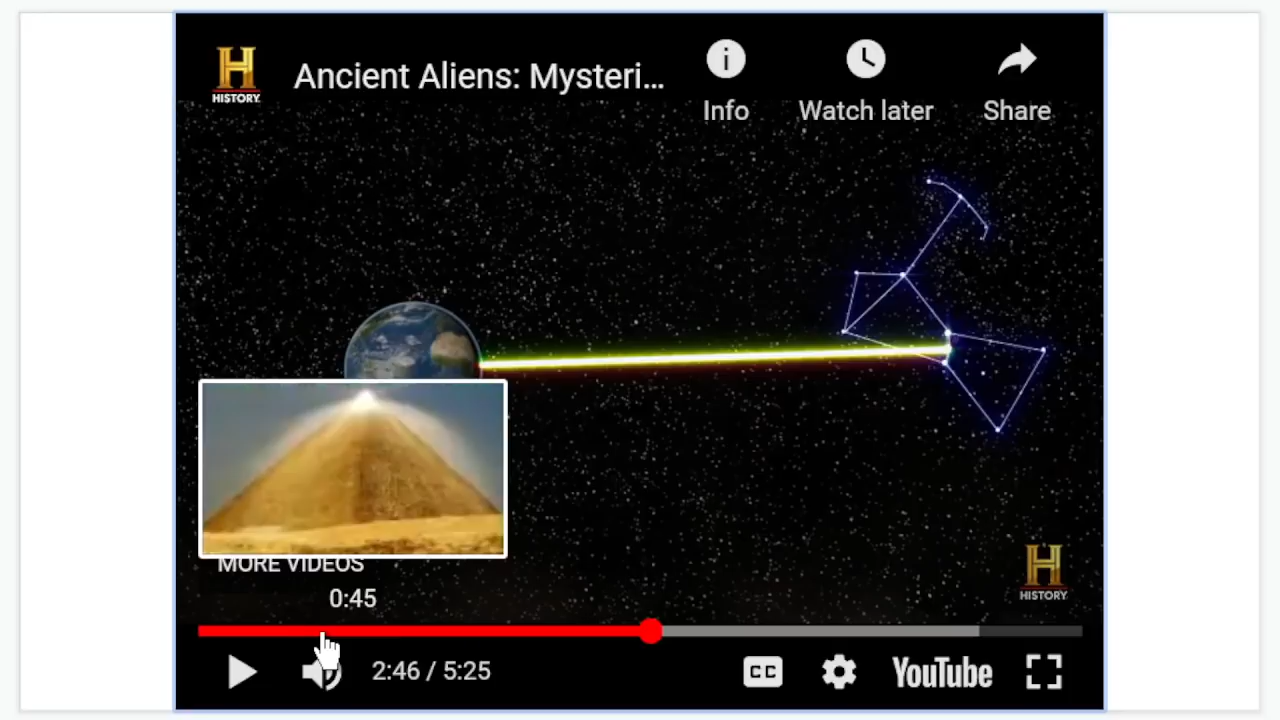 H
HISTORY
Ancient Aliens: Mysteri...
Info
Watch later
Share
MORE VIDEOS
0:45
H
HISTORY
2:46 / 5:25
CC
YouTube